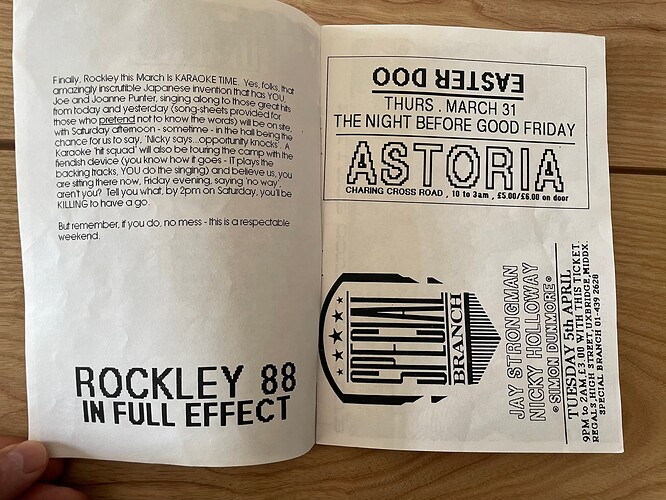 Finally, Rockley this March is KARAOKE TIME. Yes, folks, that
amazingly inscrutible Japanese invention that has YOU,
Joe and Joanne Punter, singing along to those great hits
from today and yesterday (song-sheets provided for
those who pretend not to know the words) will be on site,
with Saturday afternoon - sometime - in the hall being the
chance for us to say, 'Nicky says...opportunity knocks'. A
Karaoke 'hit squad' will also be touring the camp with the
fiendish device (you know how it goes - IT plays the
backing tracks, YOU do the singing) and believe us, you
are sitting there now, Friday evening, saying 'no way',
aren't you? Tell you what, by 2pm on Saturday, you'll be
KILLING to have a go.
But remember, if you do, no mess - this is a respectable
weekend.
ROCKLEY 88
IN FULL EFFECT
EASTER DOO
THURS . MARCH 31
THE NIGHT BEFORE GOOD FRIDAY
ASTORIA
CHARING CROSS ROAD , 10 to 3am , £5.00/£6.00 on door
SPECIAL
BRANCH
JAY STRONGMAN
NICKY HOLLOWAY
® SIMON DUNMORE ®
TUESDAY 5th APRIL
9PM to 2AM.£3.00 WITH THIS TICKET
REGALS,HIGH STREET,UXBRIDGE,MIDDX.
SPECIAL BRANCH 01-439 2628